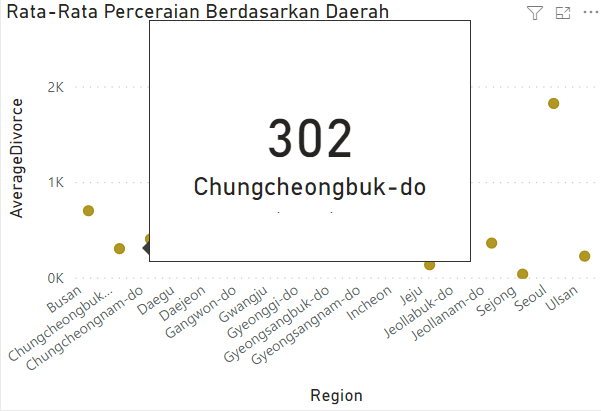 Rata-Rata Perceraian Berdasarkan Daerah
302
Chungcheongbuk-do
AverageDivorce
2K
1K
0K
Busan
Chungcheongbuk...
Chungcheongnam-do
Daegu
Daejeon
Gangwon-do
Gwangju
Gyeonggi-do
Gyeongsangbuk-do
Gyeongsangnam-do
Incheon
Jeju
Jeollabuk-do
Jeollanam-do
Sejong
Seoul
Ulsan
Region